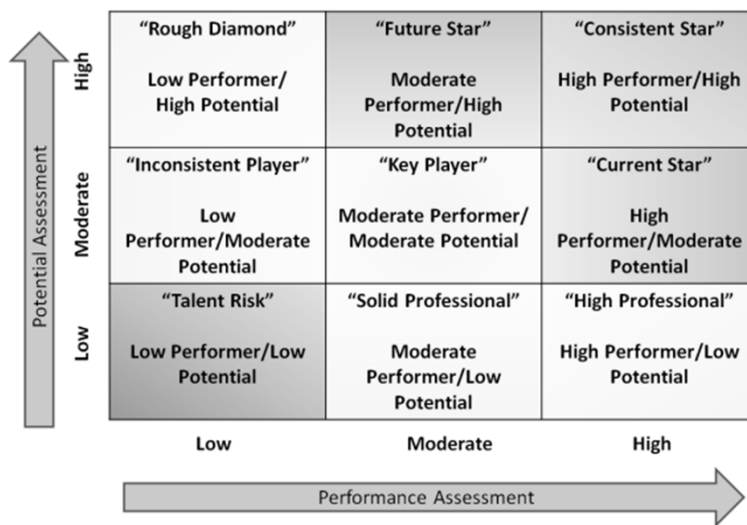 Potential Assessment
High
“Rough Diamond”
Low Performer/
High Potential
“Future Star”
Moderate
Performer/High
Potential
“Consistent Star”
High Performer/High
Potential
Moderate
“Inconsistent Player”
Low
Performer/Moderate
Potential
“Key Player”
Moderate Performer/
Moderate Potential
“Current Star”
High
Performer/Moderate
Potential
Low
“Talent Risk”
Low Performer/Low
Potential
“Solid Professional”
Moderate
Performer/Low
Potential
“High Professional”
High Performer/Low
Potential
Low
Moderate
High
Performance Assessment